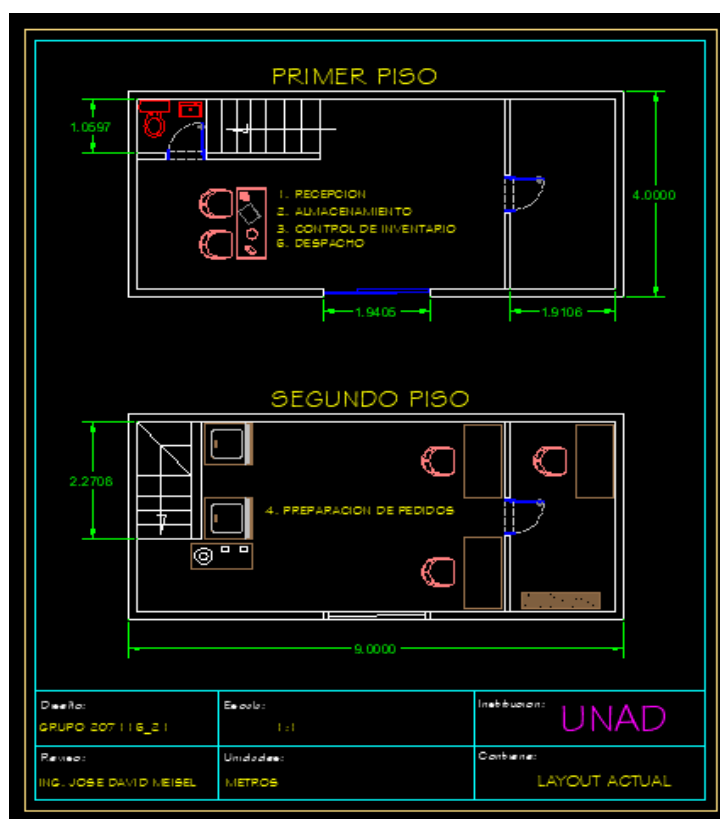 PRIMER PISO
1.0597
1. RECEPCION
2. ALMACENAMIENTO
3. CONTROL DE INVENTARIO
6. DESPACHO
4.0000
1.9405
1.9106
SEGUNDO PISO
2.2708
4. PREPARACION DE PEDIDOS
9.0000
Diseño:
GRUPO 207116_21
Escala:
1:1
Institucion:
UNAD
Reviso:
ING. JOSE DAVID MEISEL
Unidades:
METROS
Contiene:
LAYOUT ACTUAL